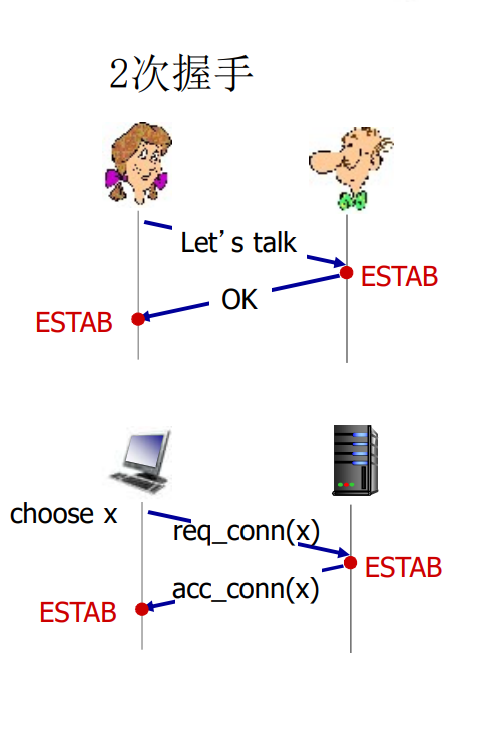 2次握手
Let's talk
ESTAB
OK
ESTAB
choose x
req_conn(x)
ESTAB
acc_conn(x)
ESTAB